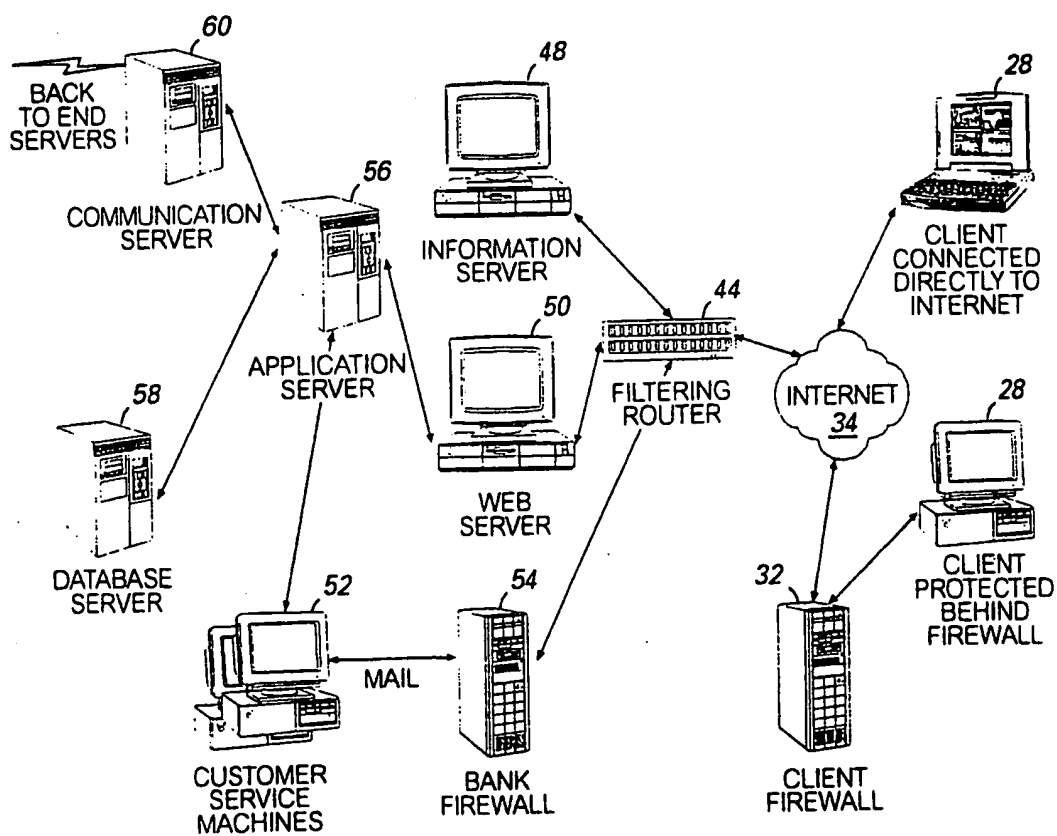 60
BACK
TO END
SERVERS
COMMUNICATION
SERVER
56
APPLICATION
SERVER
58
DATABASE
SERVER
48
INFORMATION
SERVER
50
WEB
SERVER
44
FILTERING
ROUTER
INTERNET
34
28
CLIENT
CONNECTED
DIRECTLY TO
INTERNET
28
CLIENT
PROTECTED
BEHIND
FIREWALL
32
CLIENT
FIREWALL
52
CUSTOMER
SERVICE
MACHINES
MAIL
54
BANK
FIREWALL